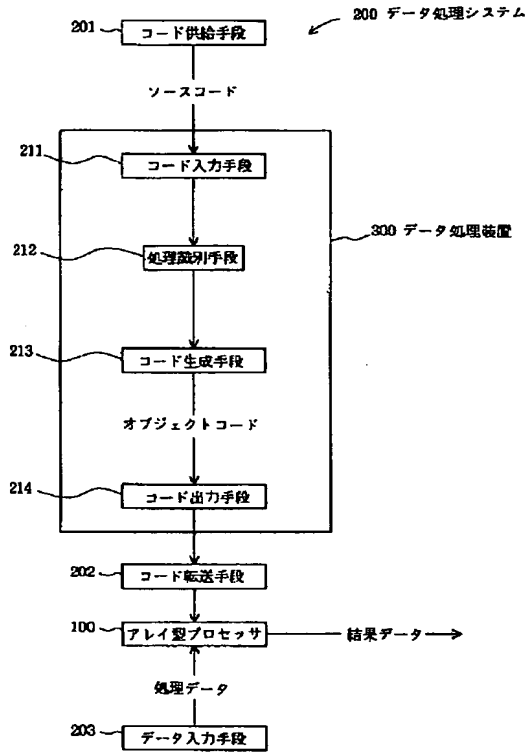 200 データ処理システム
201 コード供給手段
ソースコード
211 コード入力手段
300 データ処理装置
212 処理識別手段
213 コード生成手段
オブジェクトコード
214 コード出力手段
202 コード転送手段
100 アレイ型プロセッサ
結果データ
処理データ
203 データ入力手段